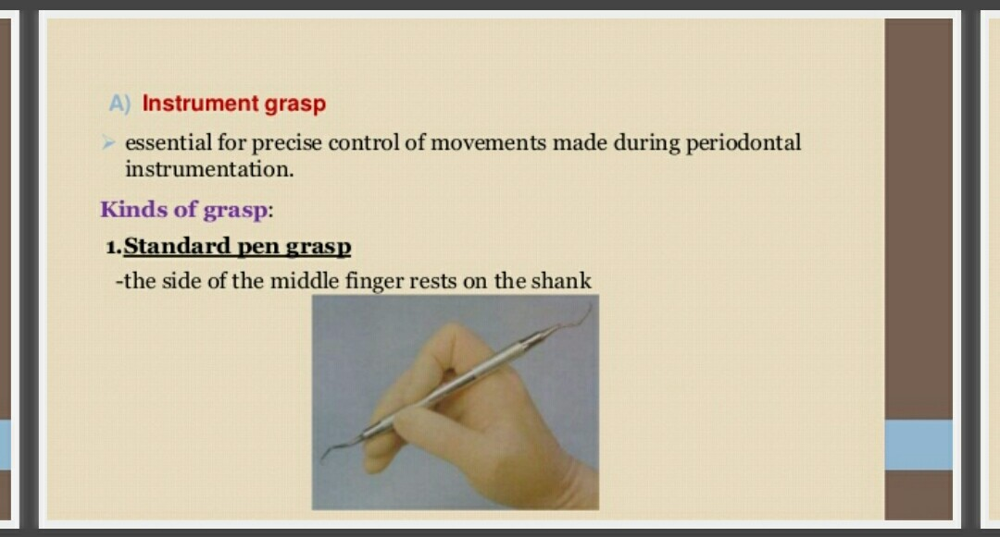 A) Instrument grasp
➢ essential for precise control of movements made during periodontal
instrumentation.
Kinds of grasp:
1.Standard pen grasp
-the side of the middle finger rests on the shank